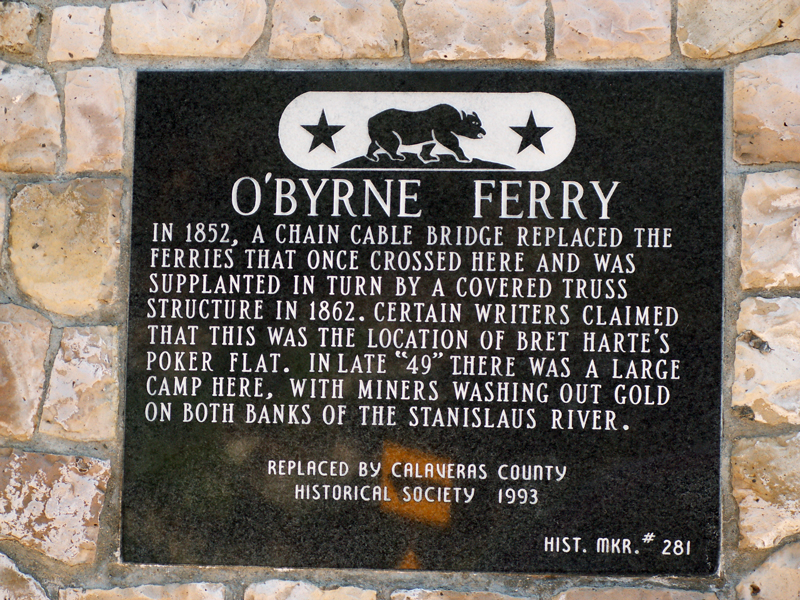 O'BYRNE FERRY
IN 1852, A CHAIN CABLE BRIDGE REPLACED THE
FERRIES THAT ONCE CROSSED HERE AND WAS
SUPPLANTED IN TURN BY A COVERED TRUSS
STRUCTURE IN 1862. CERTAIN WRITERS CLAIMED
THAT THIS WAS THE LOCATION OF BRET HARTE'S
POKER FLAT. IN LATE "49" THERE WAS A LARGE
CAMP HERE, WITH MINERS WASHING OUT GOLD
ON BOTH BANKS OF THE STANISLAUS RIVER.
REPLACED BY CALAVERAS COUNTY
HISTORICAL SOCIETY 1993
HIST. MKR.# 281